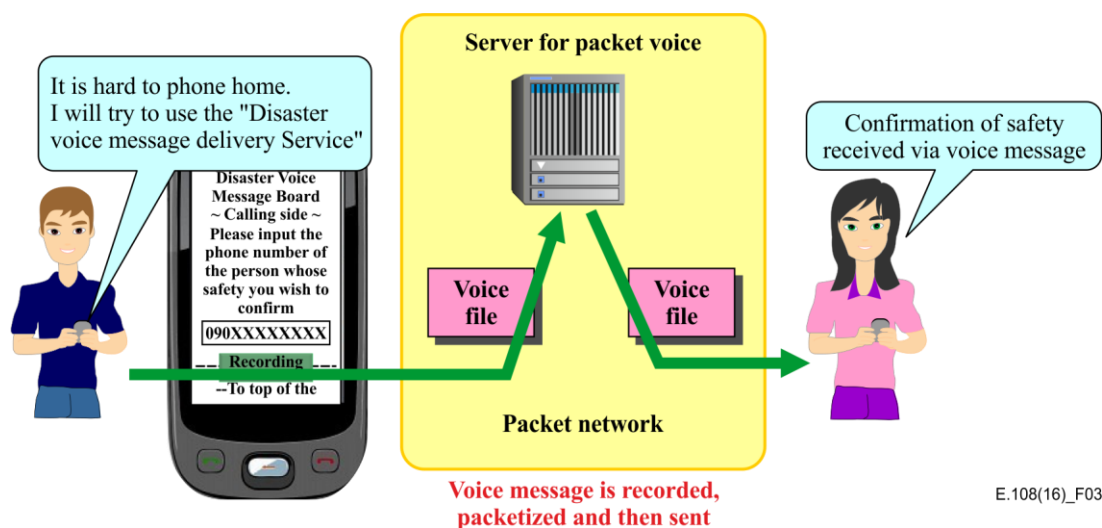 It is hard to phone home.
I will try to use the "Disaster
voice message delivery Service"
Disaster Voice
Message Board
~ Calling side ~
Please input the
phone number of
the person whose
safety you wish to
confirm
090XXXXXXXX
Recording
--To top of the
Server for packet voice
Voice
file
Voice
file
Packet network
Voice message is recorded,
packetized and then sent
Confirmation of safety
received via voice message
E.108(16)_F03